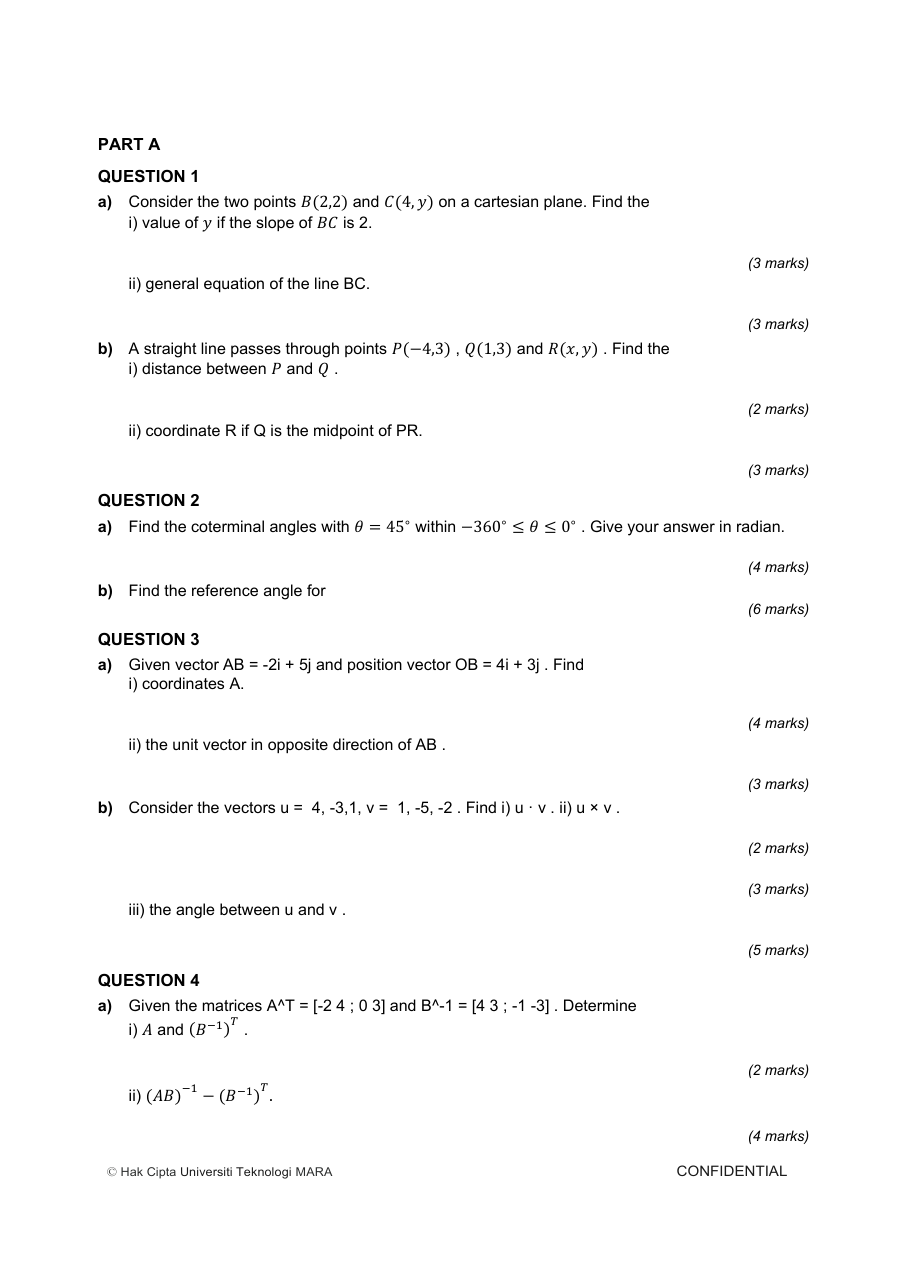 PART A
QUESTION 1
a) Consider the two points B(2,2) and C(4, y) on a cartesian plane. Find the
i) value of y if the slope of BC is 2.
(3 marks)
ii) general equation of the line BC.
(3 marks)
b) A straight line passes through points P(−4,3) , Q(1,3) and R(x, y) . Find the
i) distance between P and Q .
(2 marks)
ii) coordinate R if Q is the midpoint of PR.
(3 marks)
QUESTION 2
a) Find the coterminal angles with θ = 45° within −360° ≤ θ ≤ 0° . Give your answer in radian.
(4 marks)
b) Find the reference angle for
(6 marks)
QUESTION 3
a) Given vector AB = -2i + 5j and position vector OB = 4i + 3j . Find
i) coordinates A.
(4 marks)
ii) the unit vector in opposite direction of AB .
(3 marks)
b) Consider the vectors u = 4, -3,1, v = 1, -5, -2 . Find i) u · v . ii) u × v .
(2 marks)
(3 marks)
iii) the angle between u and v .
(5 marks)
QUESTION 4
a) Given the matrices A^T = [-2 4 ; 0 3] and B^-1 = [4 3 ; -1 -3] . Determine
i) A and (B⁻¹)ᵀ .
(2 marks)
ii) (AB)⁻¹ − (B⁻¹)ᵀ.
(4 marks)
© Hak Cipta Universiti Teknologi MARA CONFIDENTIAL